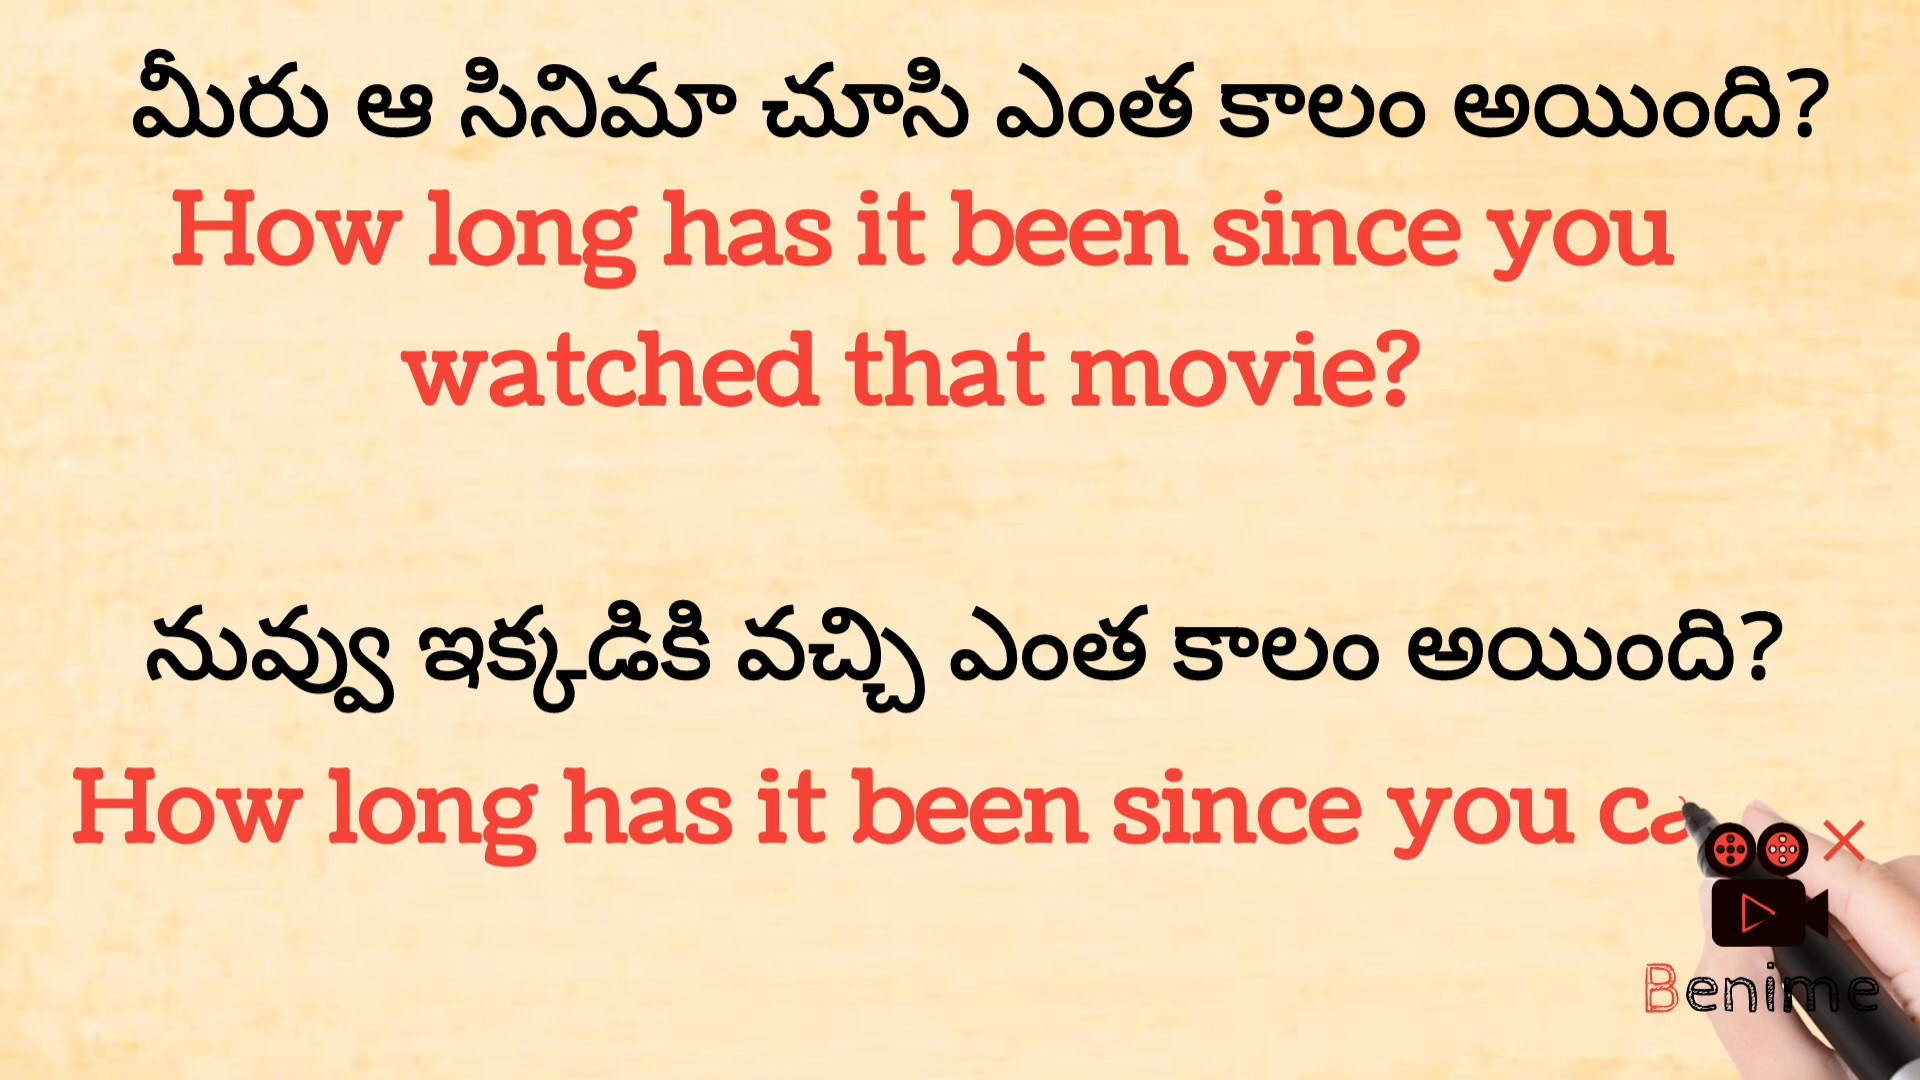 మీరు ఆ సినిమా చూసి ఎంత కాలం అయింది?
How long has it been since you
watched that movie?
నువ్వు ఇక్కడికి వచ్చి ఎంత కాలం అయింది?
How long has it been since you
Benime